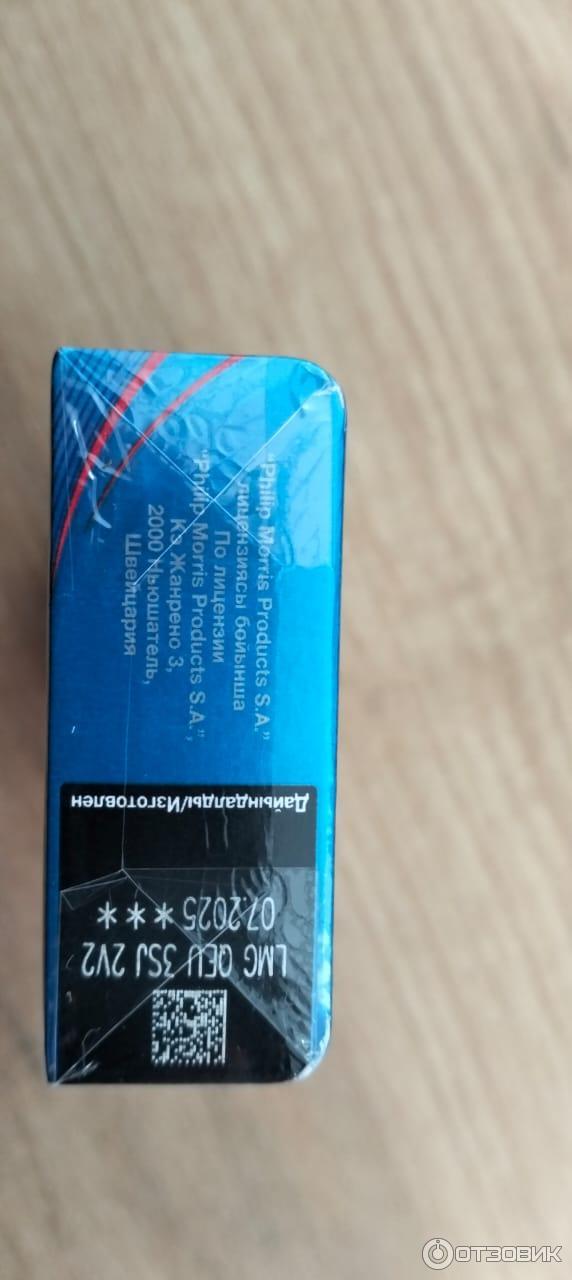 "Philip Morris Products S.A."
лицензиясы бойынша
По лицензии
"Philip Morris Products S.A.",
Кэ Жанрено 3,
2000 Ньюшатель,
Швейцария
Дайындалды/Изготовлен
07.2025***
LMG QEU 3SJ 2V2
ОТЗОВИК